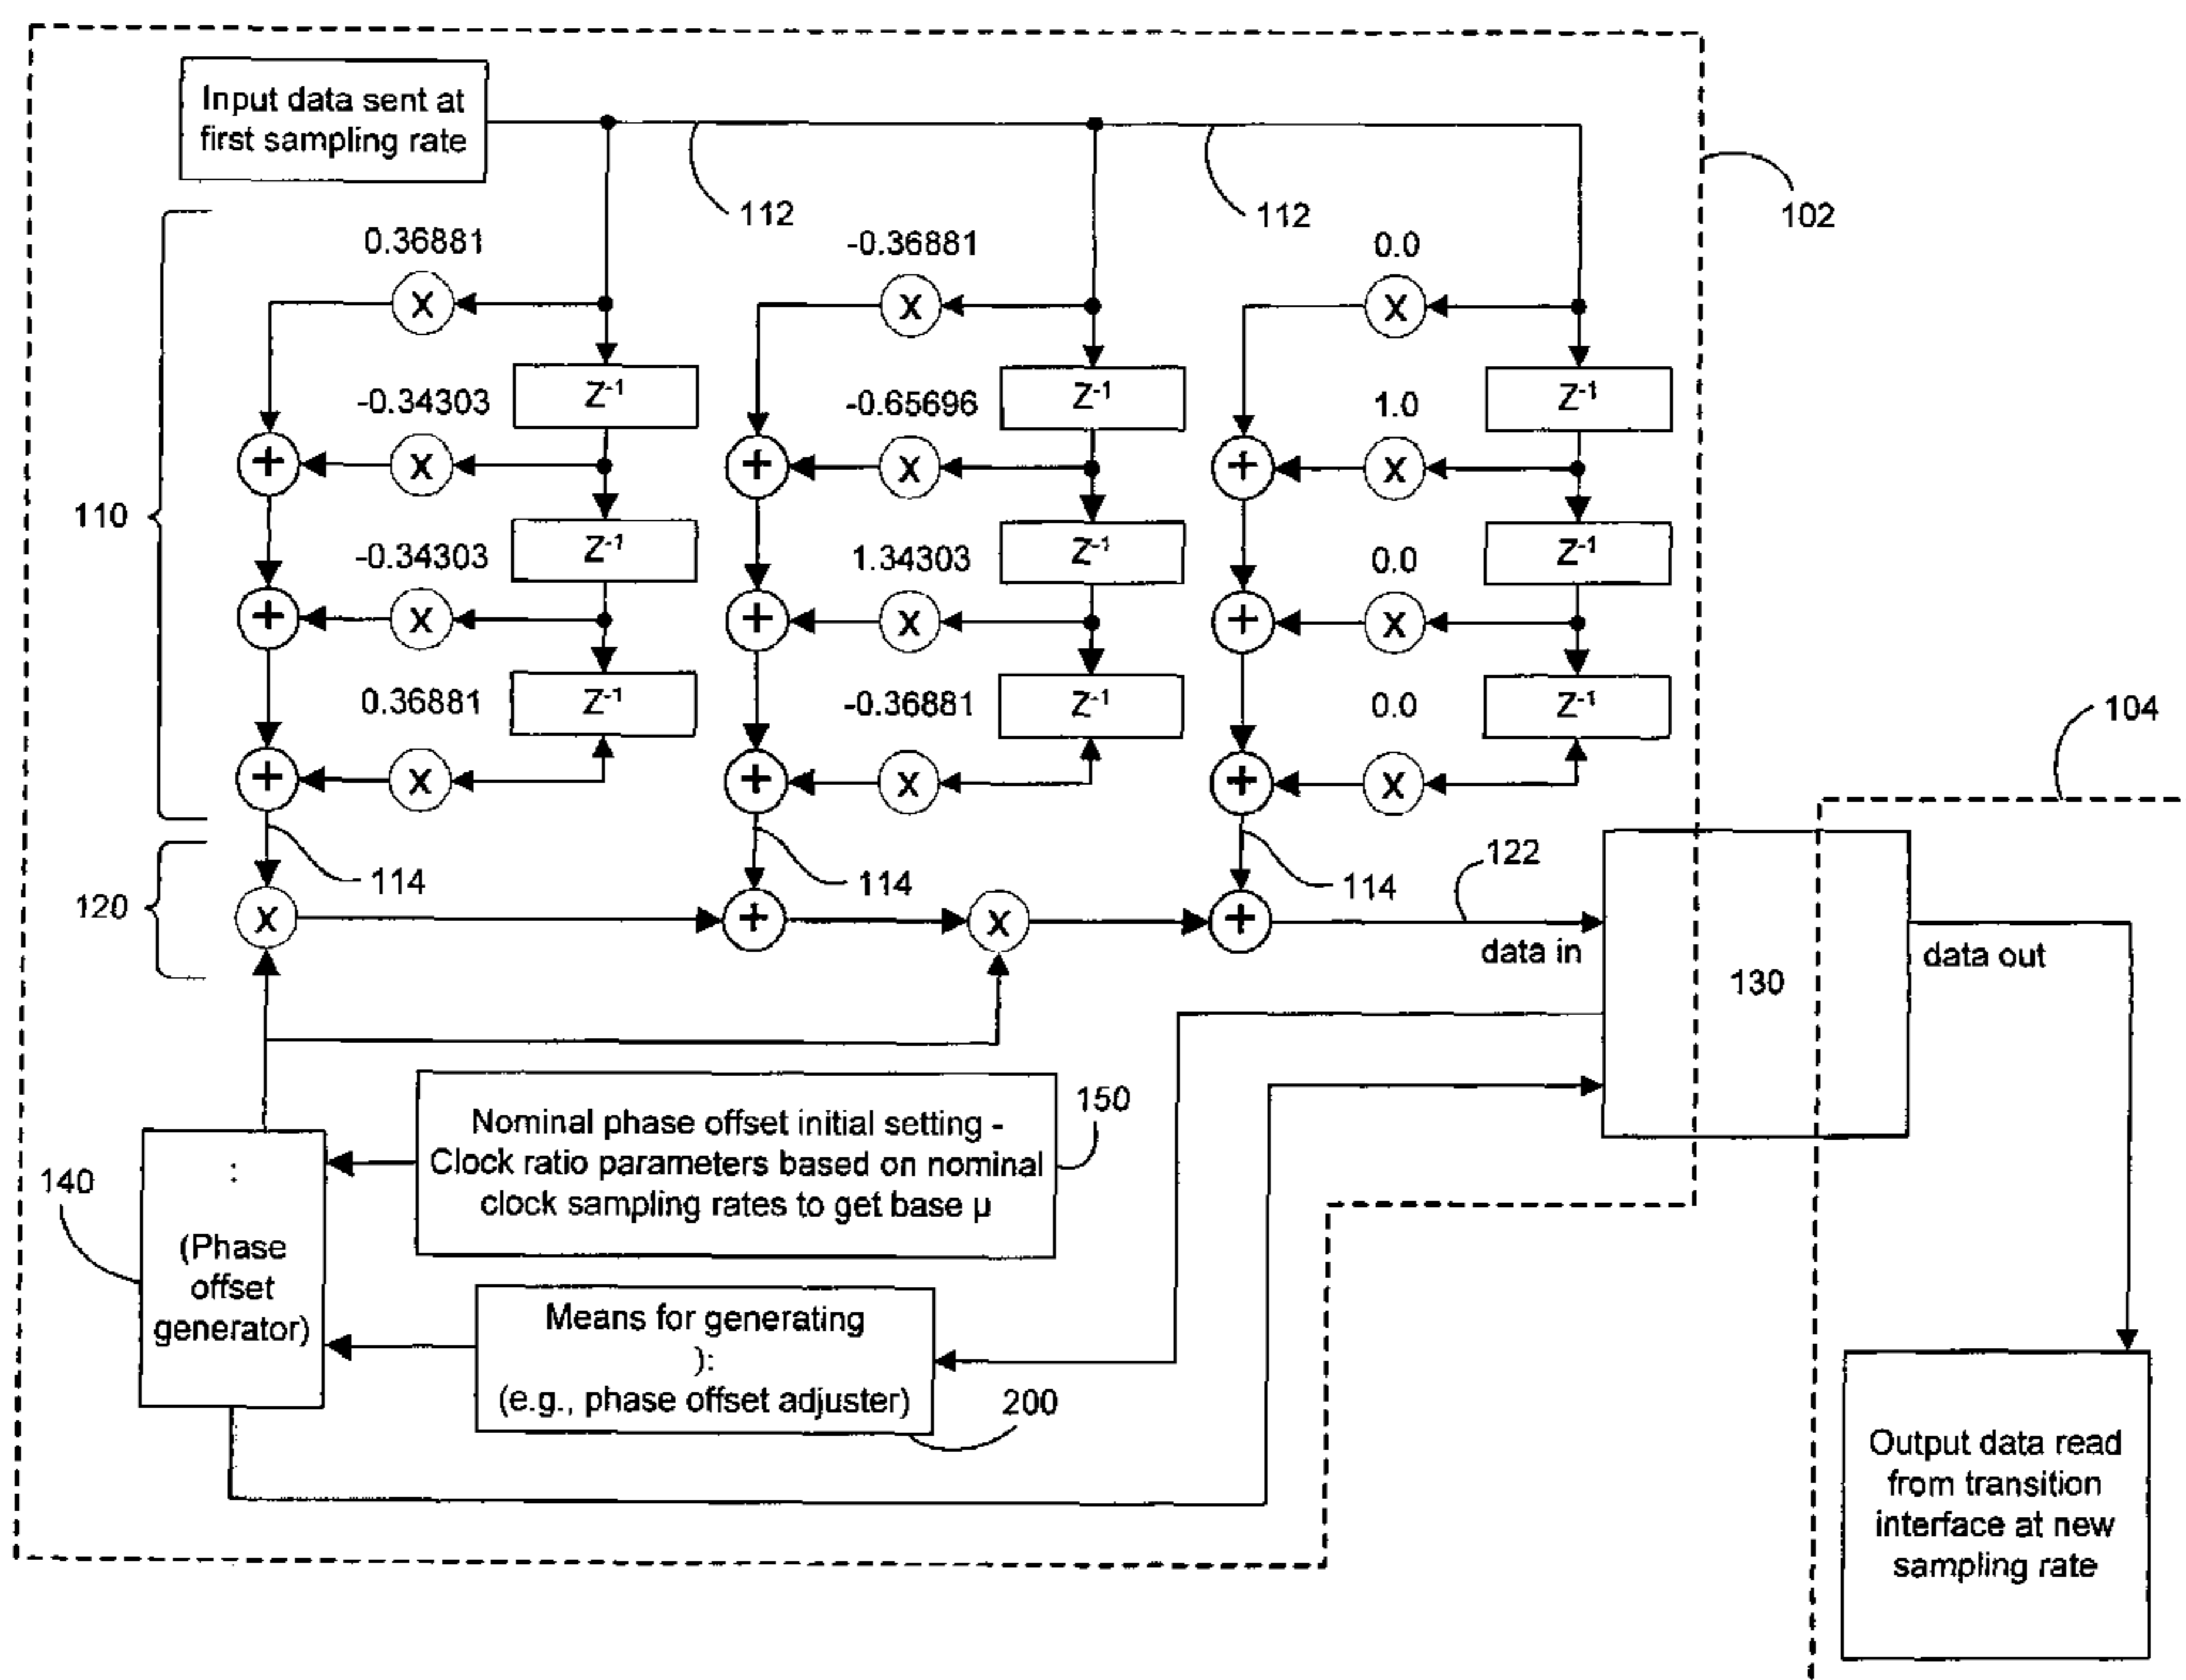 Input data sent at
first sampling rate
112
112
102
0.36881
-0.36881
0.0
X
X
X
Z-1
Z-1
Z-1
-0.34303
-0.65696
1.0
+
X
+
X
+
X
110
Z-1
Z-1
Z-1
-0.34303
1.34303
0.0
+
X
+
X
+
X
Z-1
Z-1
Z-1
0.36881
-0.36881
0.0
104
+
X
+
X
+
X
114
114
114
122
120
X
+
X
+
data in
130
data out
150
Nominal phase offset initial setting -
Clock ratio parameters based on nominal
clock sampling rates to get base μ
140
:
(Phase
offset
generator)
Means for generating
):
(e.g., phase offset adjuster)
200
Output data read
from transition
interface at new
sampling rate